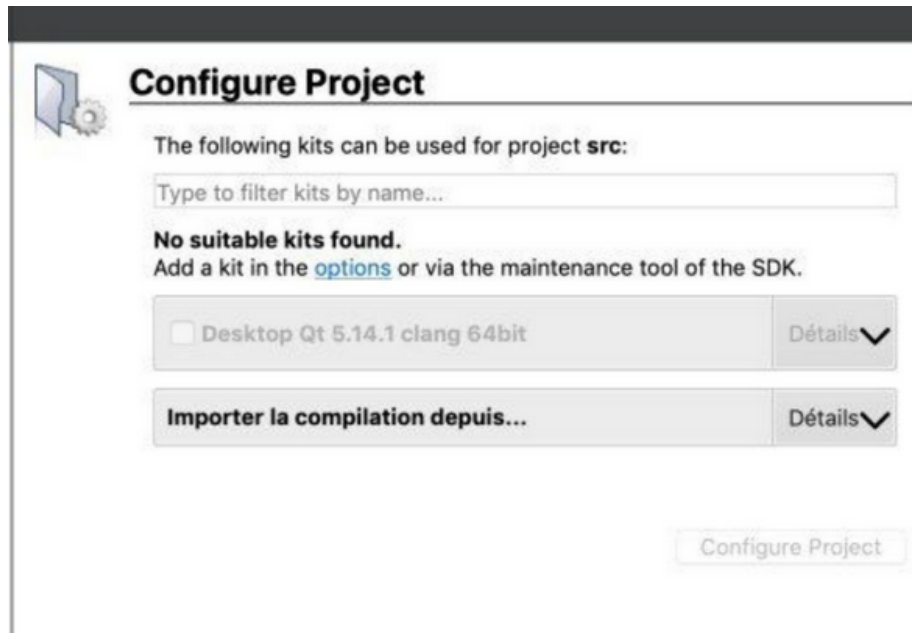 Configure Project
The following kits can be used for project src:
Type to filter kits by name...
No suitable kits found.
Add a kit in the options or via the maintenance tool of the SDK.
Desktop Qt 5.14.1 clang 64bit
Détails
Importer la compilation depuis...
Détails
Configure Project